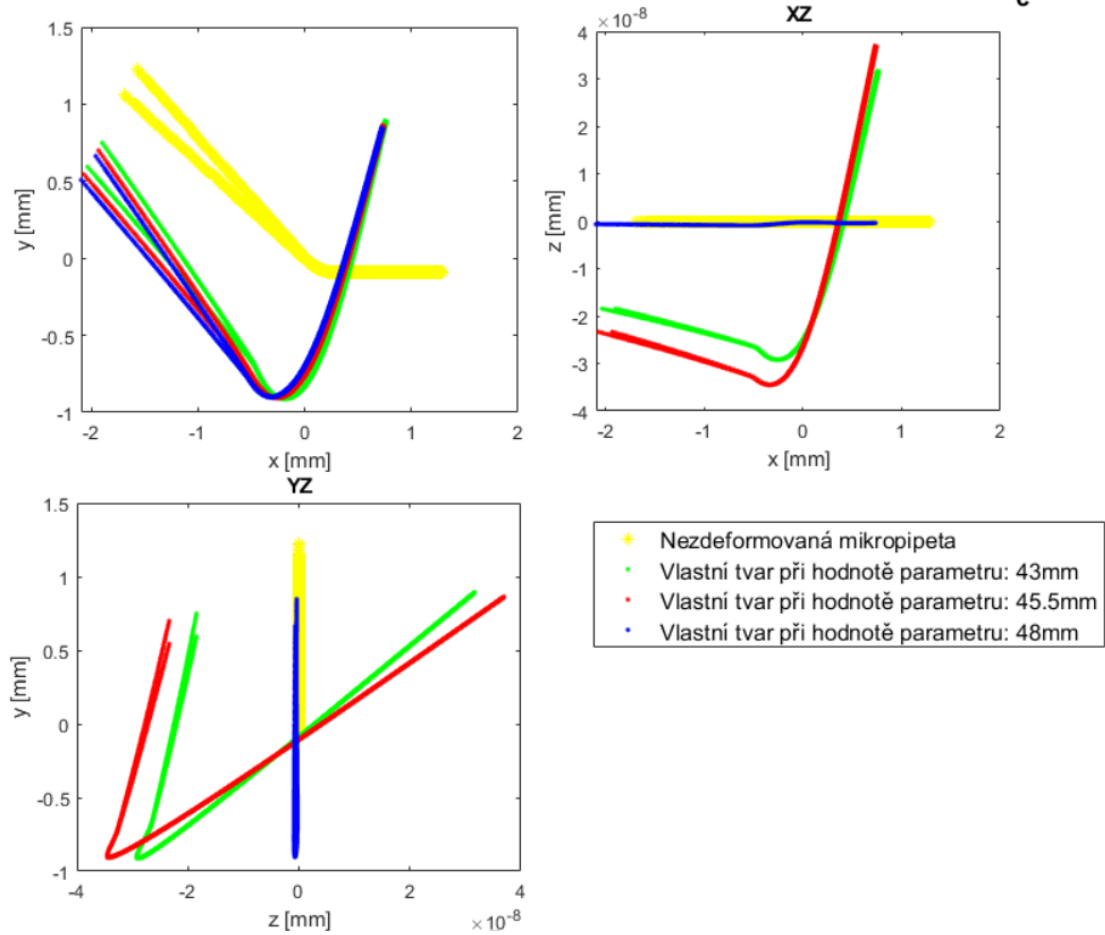 c
1.5
1
0.5
0
-0.5
-1
y [mm]
-2
-1
0
1
2
x [mm]
XZ
×10-8
4
3
2
1
0
-1
-2
-3
-4
z [mm]
-2
-1
0
1
2
x [mm]
YZ
1.5
1
0.5
0
-0.5
-1
y [mm]
-4
-2
0
2
4
z [mm]
×10-8
Nezdeformovaná mikropipeta
Vlastní tvar při hodnotě parametru: 43mm
Vlastní tvar při hodnotě parametru: 45.5mm
Vlastní tvar při hodnotě parametru: 48mm